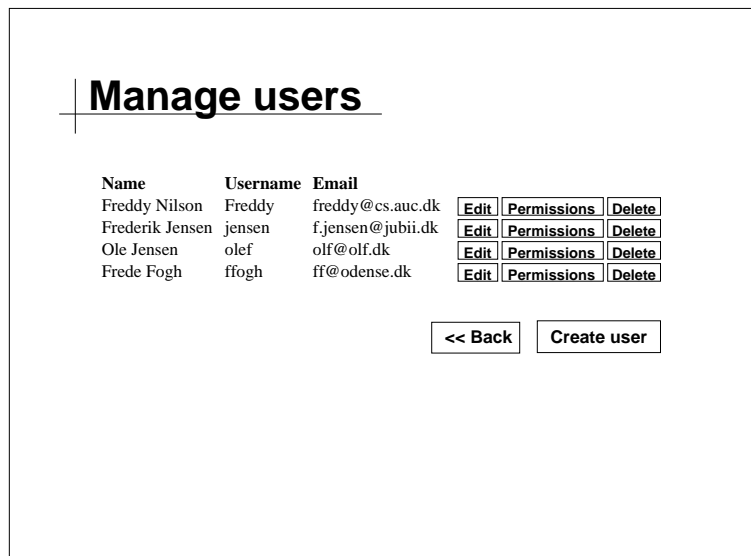 Manage users
Name Username Email
Freddy Nilson Freddy freddy@cs.auc.dk Edit Permissions Delete
Frederik Jensen jensen f.jensen@jubii.dk Edit Permissions Delete
Ole Jensen olef olf@olf.dk Edit Permissions Delete
Frede Fogh ffogh ff@odense.dk Edit Permissions Delete
<< Back Create user